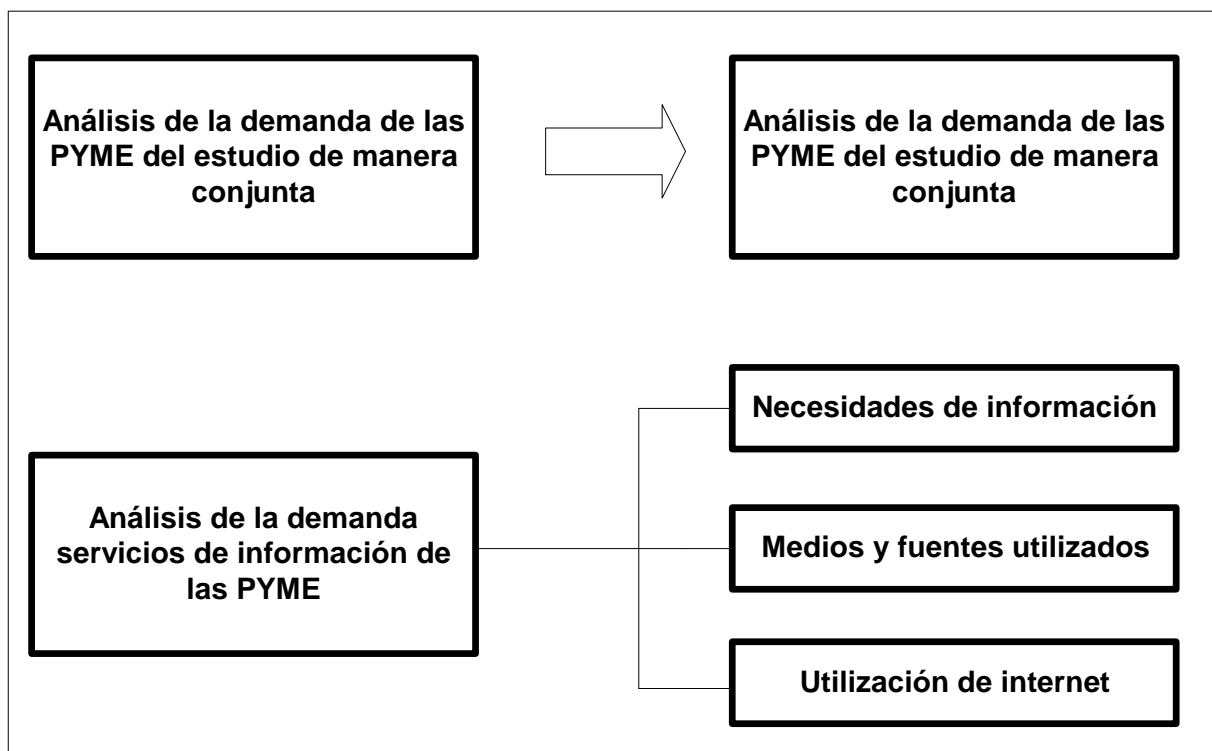 Análisis de la demanda de las
PYME del estudio de manera
conjunta
Análisis de la demanda de las
PYME del estudio de manera
conjunta
Análisis de la demanda
servicios de información de
las PYME
Necesidades de información
Medios y fuentes utilizados
Utilización de internet